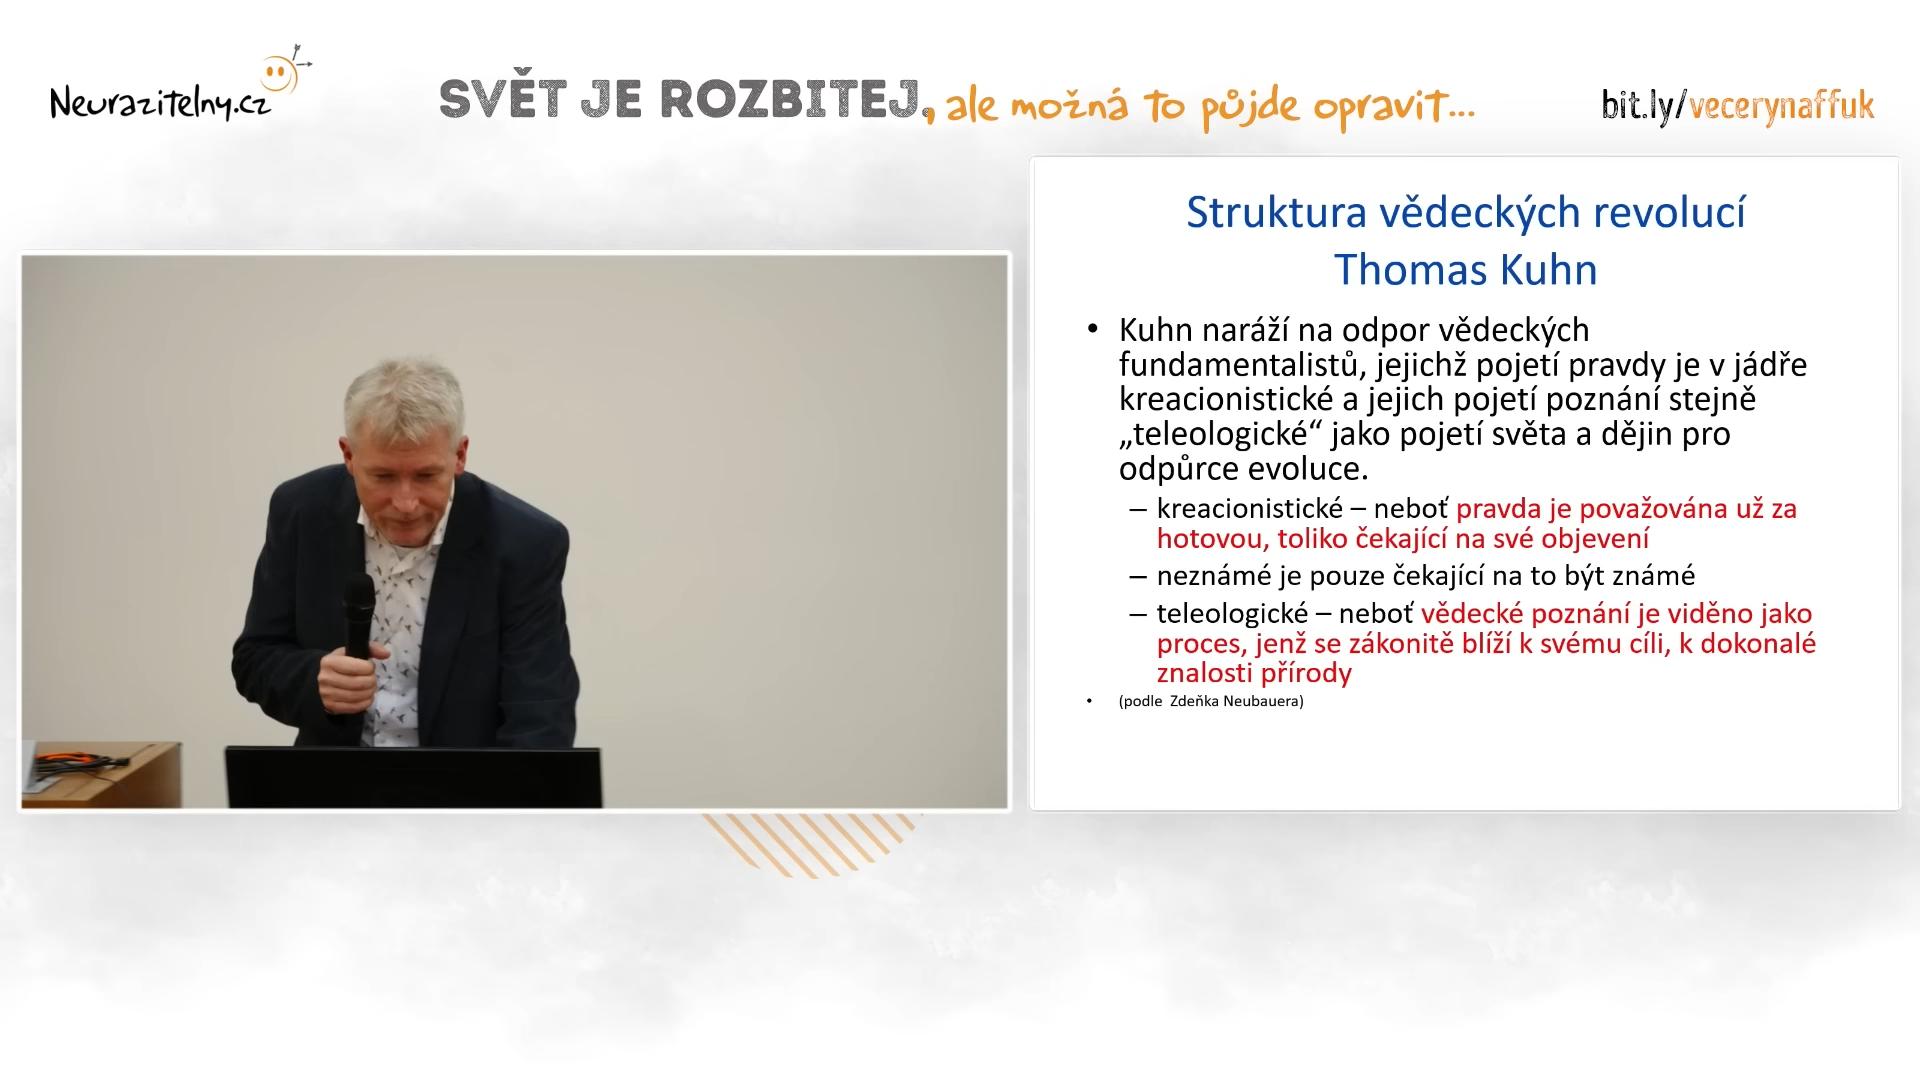 Neurazitelny.cz
SVĚT JE ROZBITEJ, ale možná to půjde opravit...
bit.ly/vecerynaffuk
Struktura vědeckých revolucí
Thomas Kuhn
• Kuhn naráží na odpor vědeckých
fundamentalistů, jejichž pojetí pravdy je v jádře
kreacionistické a jejich pojetí poznání stejně
„teleologické“ jako pojetí světa a dějin pro
odpůrce evoluce.
– kreacionistické – neboť pravda je považována už za
hotovou, toliko čekající na své objevení
– neznámé je pouze čekající na to být známé
– teleologické – neboť vědecké poznání je viděno jako
proces, jenž se zákonitě blíží k svému cíli, k dokonalé
znalosti přírody
• (podle Zdeňka Neubauera)